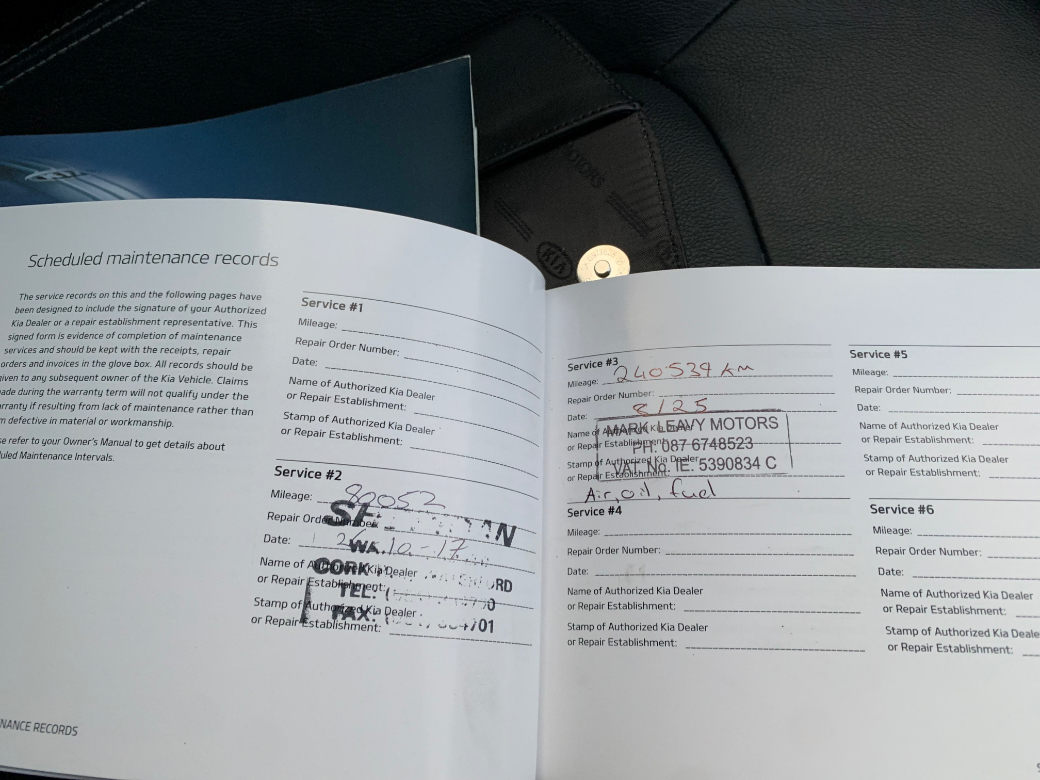 Scheduled maintenance records
The service records on this and the following pages have
been designed to include the signature of your Authorized
Kia Dealer or a repair establishment representative. This
signed form is evidence of completion of maintenance
services and should be kept with the receipts, repair
orders and invoices in the glove box. All records should be
given to any subsequent owner of the Kia Vehicle. Claims
made during the warranty term will not qualify under the
warranty if resulting from lack of maintenance rather than
defective in material or workmanship.
refer to your Owner's Manual to get details about
Maintenance Intervals.
NANCE RECORDS
Service #1
Mileage:
Repair Order Number:
Date:
Name of Authorized Kia Dealer
or Repair Establishment:
Stamp of Authorized Kia Dealer
or Repair Establishment:
Service #2
Mileage: 80052
Repair Order Number:
Date: 10-17
WA
Name of Authorized Kia Dealer
CORK RD
or Repair Establishment:
TEL: (
Stamp of Authorized Kia Dealer
FAX: ( 701
or Repair Establishment:
Service #3
Mileage: 240539 km
Repair Order Number:
Date: 8/25
Name of Authorized Kia Dealer
or Repair Establishment:
Stamp of Authorized Kia Dealer
or Repair Establishment:
MARK LEAVY MOTORS
PH: 087 6748523
VAT. No. IE. 5390834 C
Air, oil, fuel
Service #4
Mileage:
Repair Order Number:
Date:
Name of Authorized Kia Dealer
or Repair Establishment:
Stamp of Authorized Kia Dealer
or Repair Establishment:
Service #5
Mileage:
Repair Order Number:
Date:
Name of Authorized Kia Dealer
or Repair Establishment:
Stamp of Authorized Kia Dealer
or Repair Establishment:
Service #6
Mileage:
Repair Order Number:
Date:
Name of Authorized Kia Dealer
or Repair Establishment:
Stamp of Authorized Kia Deale
or Repair Establishment:
KIA
MOTORS